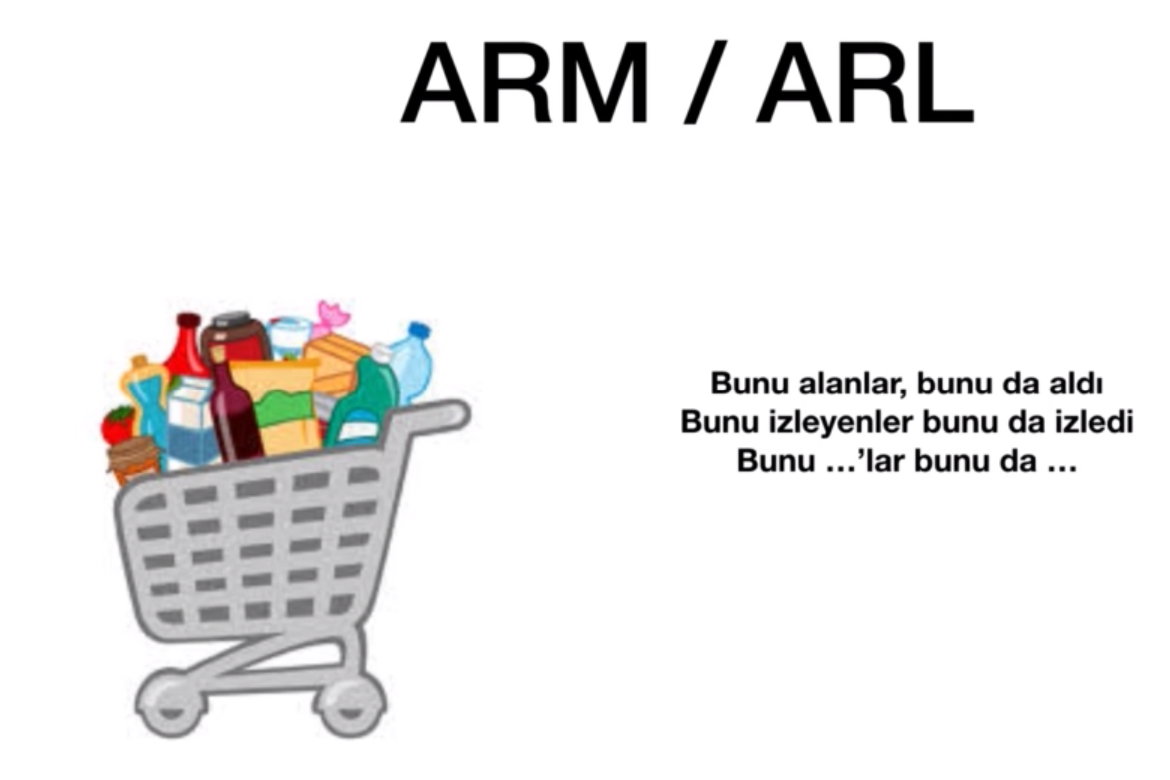 ARM / ARL
Bunu alanlar, bunu da aldı
Bunu izleyenler bunu da izledi
Bunu …’lar bunu da …